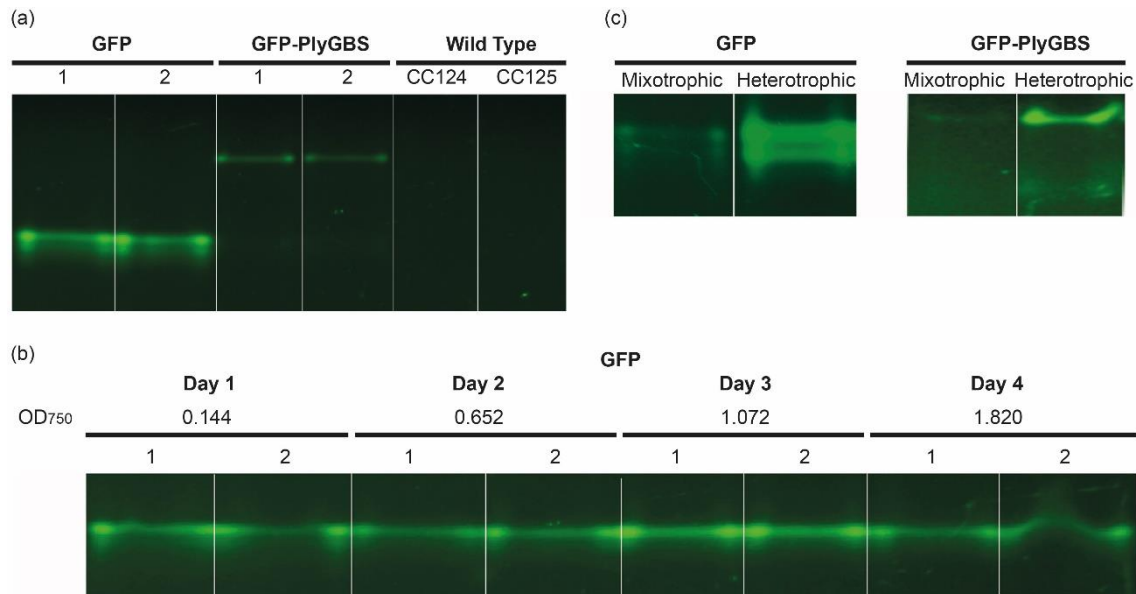 (a)
GFP GFP-PlyGBS Wild Type
1 2 1 2 CC124 CC125
(c)
GFP GFP-PlyGBS
Mixotrophic Heterotrophic Mixotrophic Heterotrophic
(b)
GFP
Day 1 Day 2 Day 3 Day 4
OD750 0.144 0.652 1.072 1.820
1 2 1 2 1 2 1 2